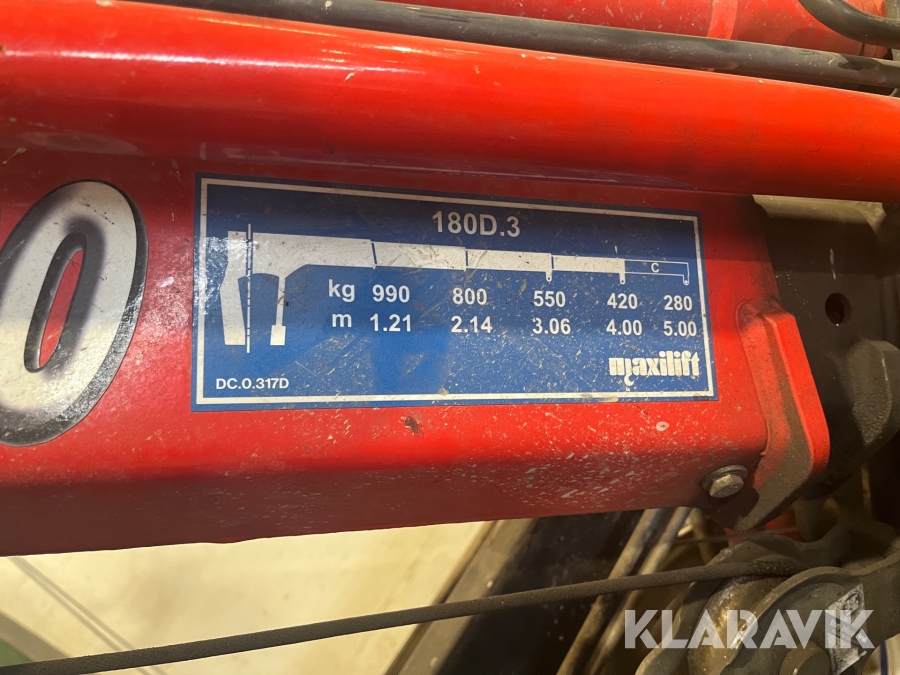 0
180D.3
C
kg 990 800 550 420 280
m 1.21 2.14 3.06 4.00 5.00
maxilift
DC.0.317D
KLARAVIK